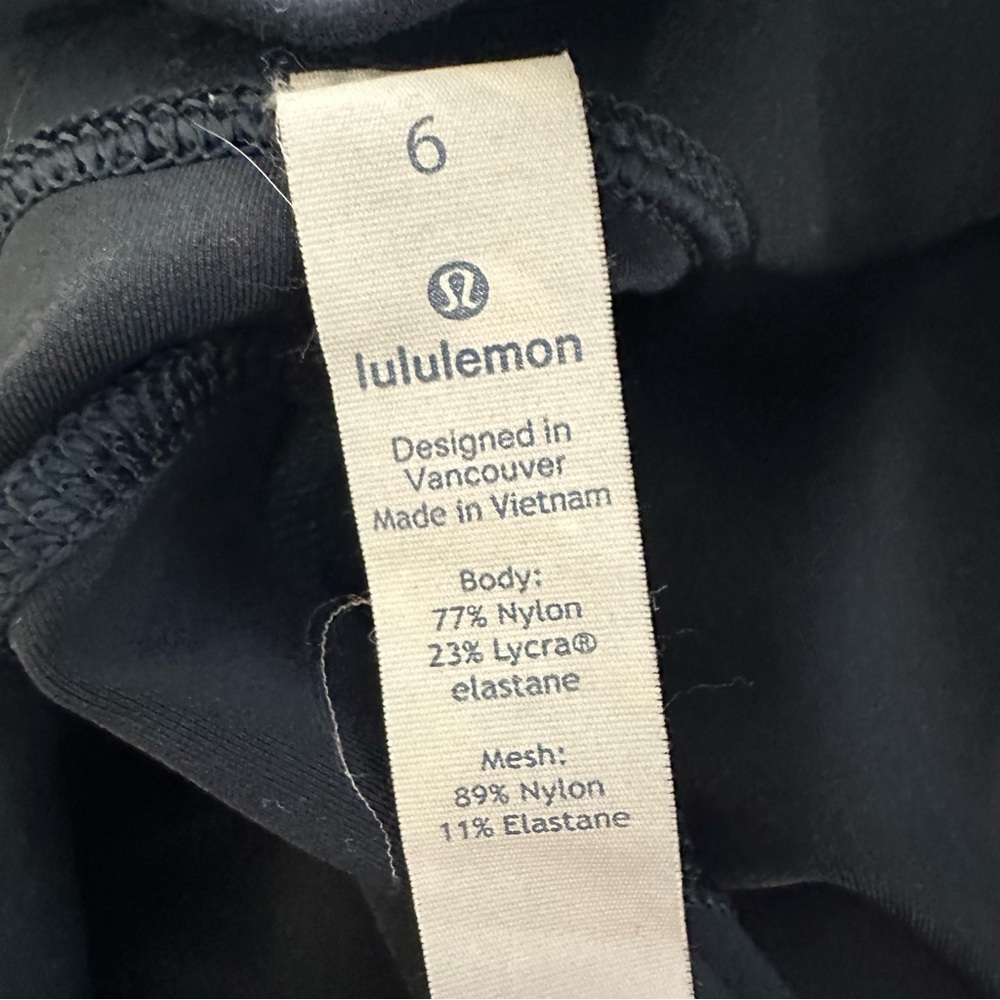 6
lululemon
Designed in
Vancouver
Made in Vietnam
Body:
77% Nylon
23% Lycra®
elastane
Mesh:
89% Nylon
11% Elastane